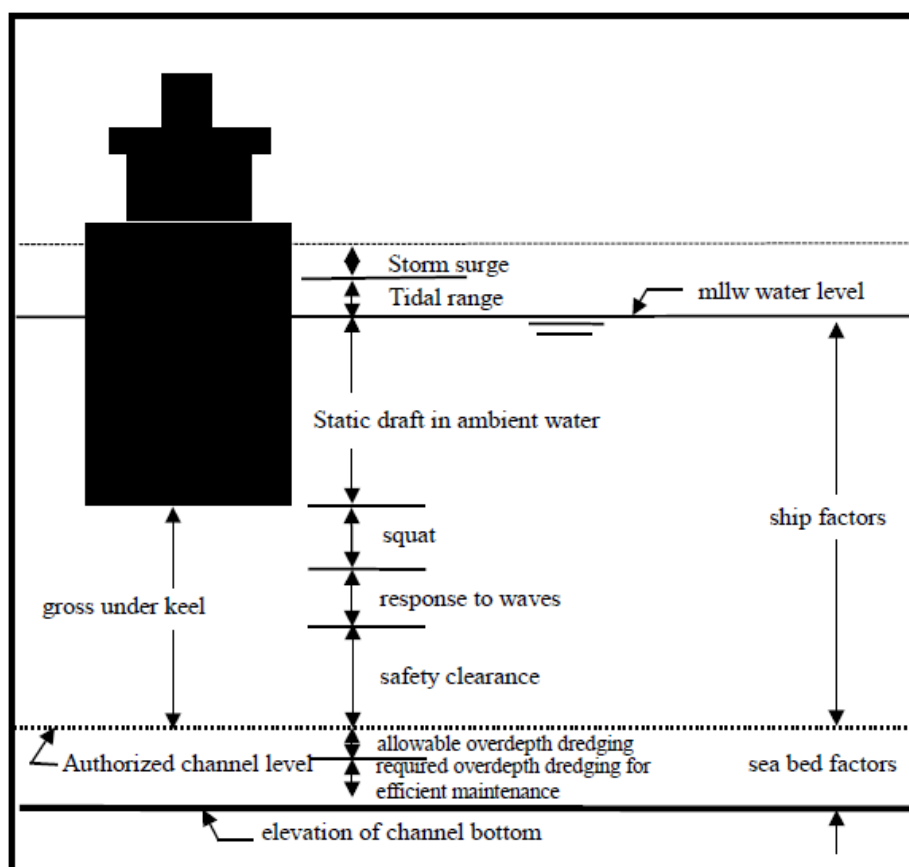 Storm surge
Tidal range
mllw water level
Static draft in ambient water
ship factors
squat
gross under keel
response to waves
safety clearance
allowable overdepth dredging
Authorized channel level
required overdepth dredging for
efficient maintenance
sea bed factors
elevation of channel bottom